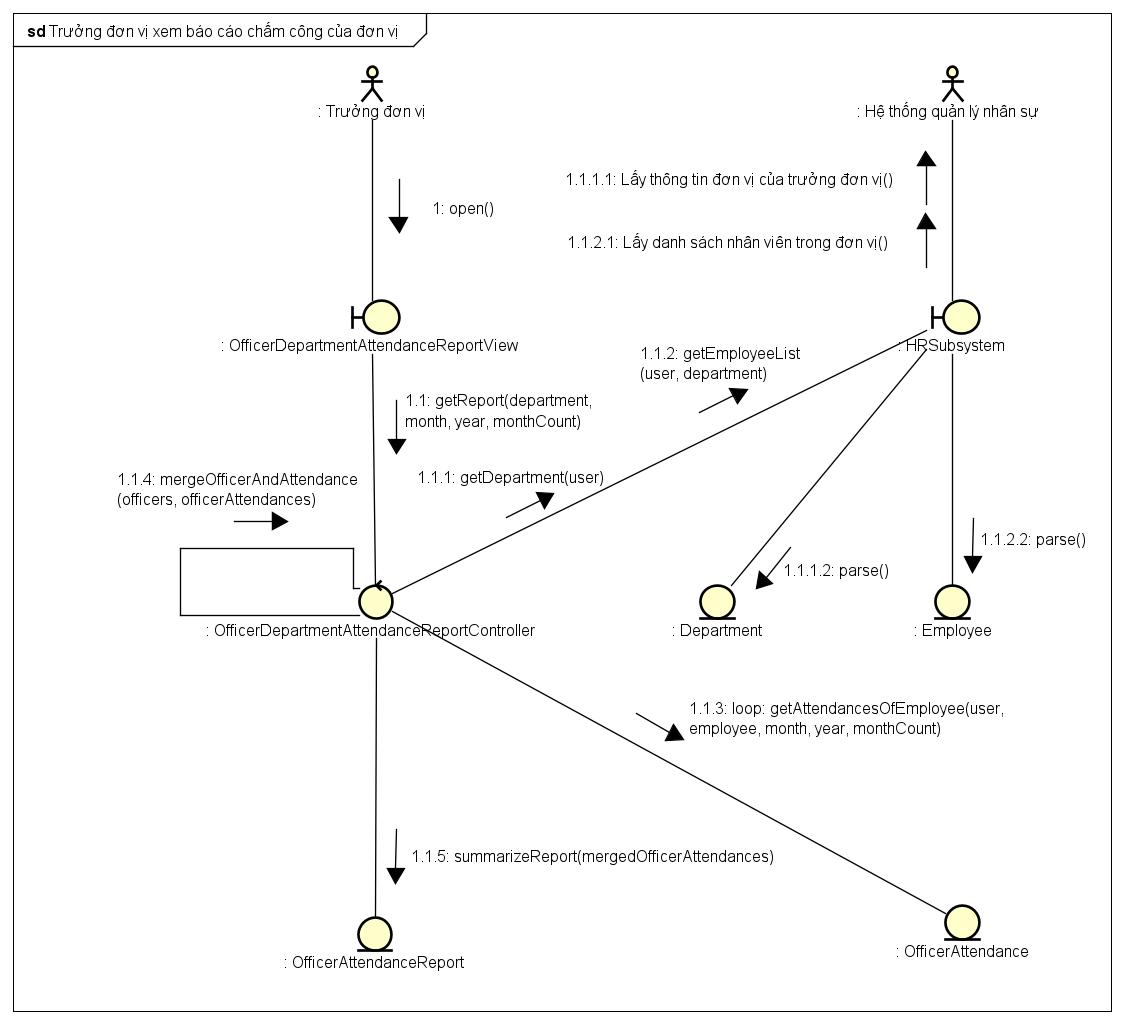 sd Trưởng đơn vị xem báo cáo chấm công của đơn vị
: Trưởng đơn vị
: Hệ thống quản lý nhân sự
1.1.1.1: Lấy thông tin đơn vị của trưởng đơn vị()
1: open()
1.1.2.1: Lấy danh sách nhân viên trong đơn vị()
: OfficerDepartmentAttendanceReportView
: HRSubsystem
1.1.2: getEmployeeList
(user, department)
1.1: getReport(department,
month, year, monthCount)
1.1.1: getDepartment(user)
1.1.4: mergeOfficerAndAttendance
(officers, officerAttendances)
1.1.2.2: parse()
1.1.1.2: parse()
: OfficerDepartmentAttendanceReportController
: Department
: Employee
1.1.3: loop: getAttendancesOfEmployee(user,
employee, month, year, monthCount)
1.1.5: summarizeReport(mergedOfficerAttendances)
: OfficerAttendanceReport
: OfficerAttendance